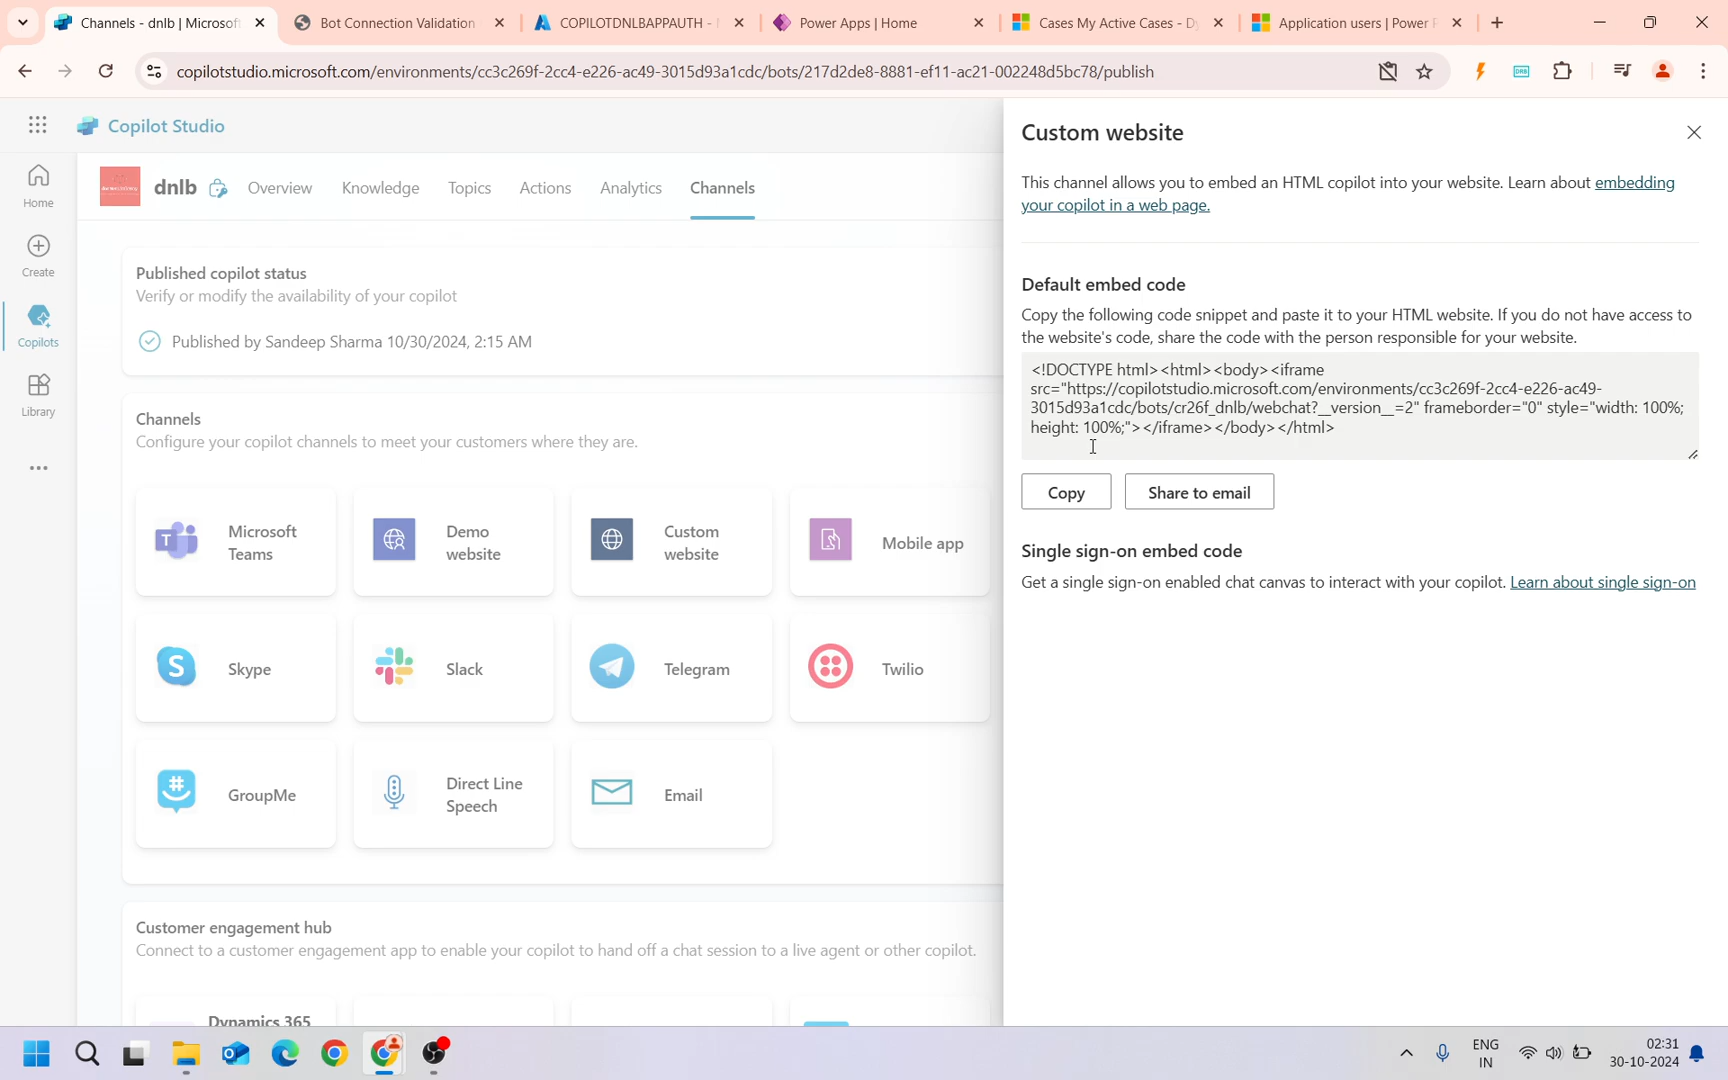 Channels - dnlb | Microsof
Bot Connection Validation
COPILOTDNLBAPPAUTH -
Power Apps | Home
Cases My Active Cases - Dy
Application users | Power P
copilotstudio.microsoft.com/environments/cc3c269f-2cc4-e226-ac49-3015d93a1cdc/bots/217d2de8-8881-ef11-ac21-002248d5bc78/publish
Copilot Studio
Home
Create
Copilots
Library
dnlb
Overview
Knowledge
Topics
Actions
Analytics
Channels
Published copilot status
Verify or modify the availability of your copilot
Published by Sandeep Sharma 10/30/2024, 2:15 AM
Channels
Configure your copilot channels to meet your customers where they are.
Microsoft
Teams
Demo
website
Custom
website
Mobile app
Skype
Slack
Telegram
Twilio
GroupMe
Direct Line
Speech
Email
Customer engagement hub
Connect to a customer engagement app to enable your copilot to hand off a chat session to a live agent or other copilot.
Dynamics 365
Custom website
This channel allows you to embed an HTML copilot into your website. Learn about embedding
your copilot in a web page.
Default embed code
Copy the following code snippet and paste it to your HTML website. If you do not have access to
the website's code, share the code with the person responsible for your website.
<!DOCTYPE html><html><body><iframe
src="https://copilotstudio.microsoft.com/environments/cc3c269f-2cc4-e226-ac49-
3015d93a1cdc/bots/cr26f_dnlb/webchat?__version__=2" frameborder="0" style="width: 100%;
height: 100%;"></iframe></body></html>
Copy
Share to email
Single sign-on embed code
Get a single sign-on enabled chat canvas to interact with your copilot. Learn about single sign-on
ENG
IN
02:31
30-10-2024